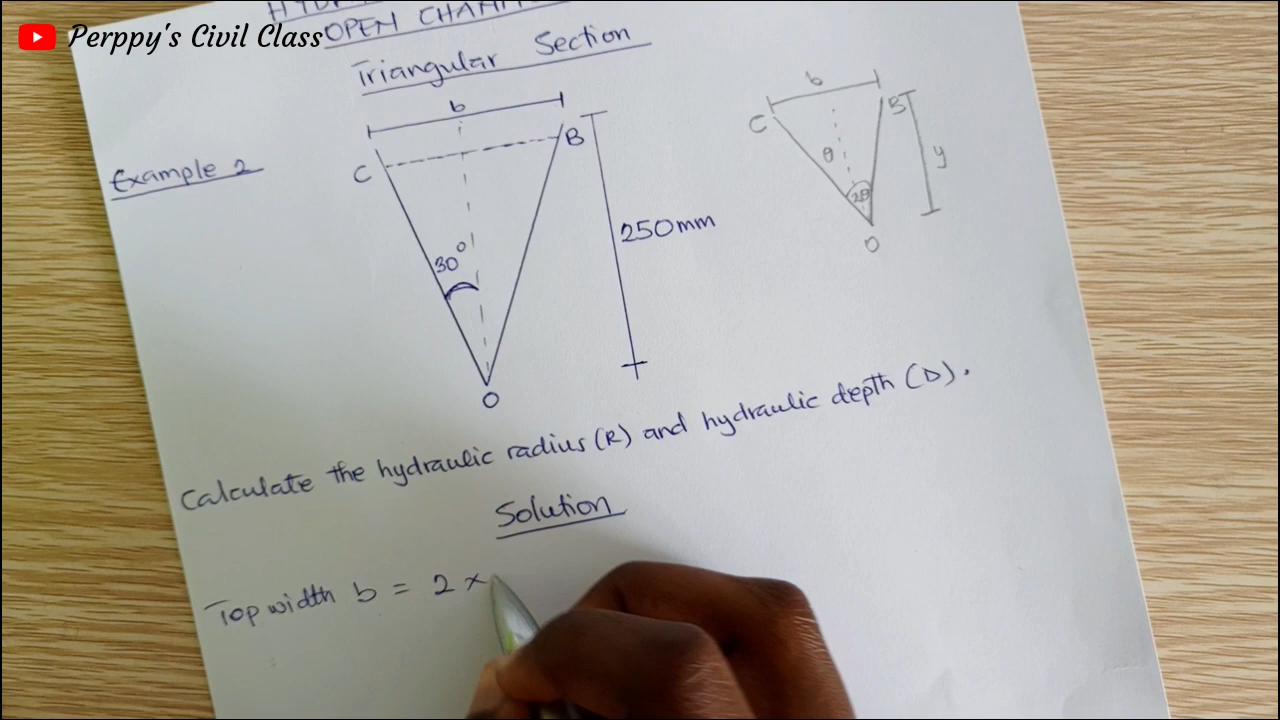 Perppy's Civil Class
OPEN
Triangular Section
Example 2
b
C
B
30°
250mm
O
b
C
B
θ
2θ
y
O
Calculate the hydraulic radius (R) and hydraulic depth (D).
Solution
Top width b = 2 ×